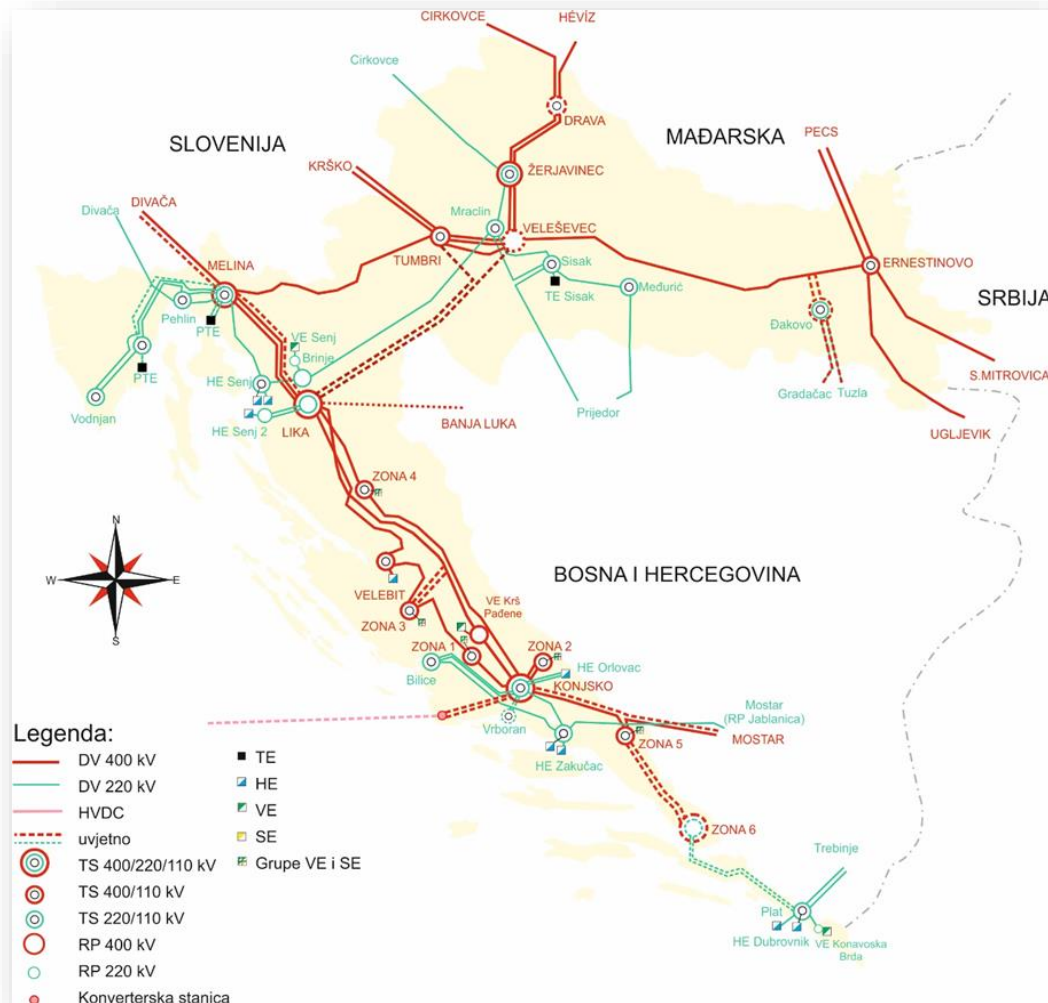 CIRKOVCE
HÉVÍZ
Cirkovce
DRAVA
SLOVENIJA
MAĐARSKA
PECS
KRŠKO
ŽERJAVINEC
DIVAČA
Divača
Mraclin
VELEŠEVEC
MELINA
TUMBRI
Sisak
ERNESTINOVO
TE Sisak
Međurić
SRBIJA
Pehlin
PTE
Đakovo
VE Senj
Brinje
PTE
S.MITROVICA
HE Senj
Gradačac
Tuzla
Vodnjan
Prijedor
HE Senj 2
LIKA
BANJA LUKA
UGLJEVIK
ZONA 4
N
W
E
S
BOSNA I HERCEGOVINA
VELEBIT
VE Krš
Pađene
ZONA 3
ZONA 1
ZONA 2
HE Orlovac
Bilice
KONJSKO
Mostar
(RP Jablanica)
Vrboran
MOSTAR
ZONA 5
HE Zakučac
ZONA 6
Trebinje
Plat
HE Dubrovnik
VE Konavoska
Brda
Legenda:
DV 400 kV
DV 220 kV
HVDC
uvjetno
TS 400/220/110 kV
TS 400/110 kV
TS 220/110 kV
RP 400 kV
RP 220 kV
Konverterska stanica
TE
HE
VE
SE
Grupe VE i SE